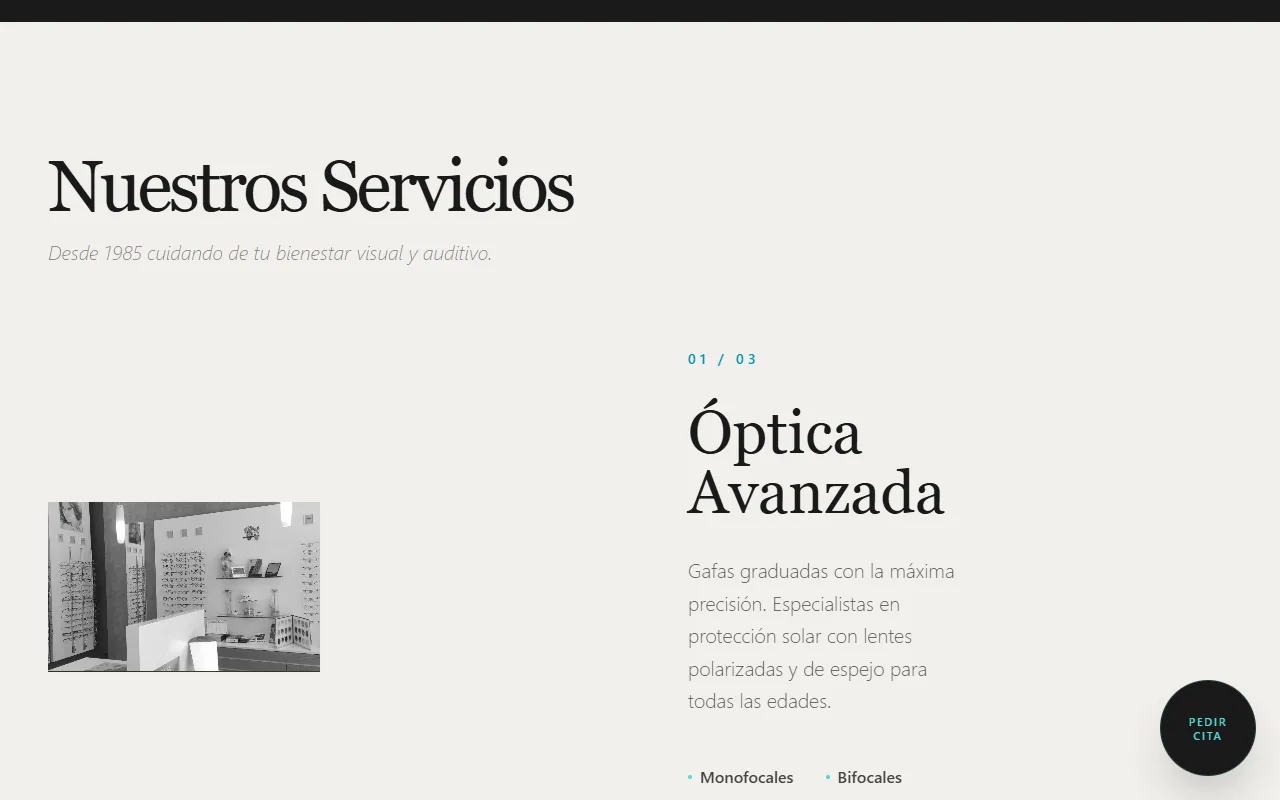 Nuestros Servicios
Desde 1985 cuidando de tu bienestar visual y auditivo.
01 / 03
Óptica
Avanzada
Gafas graduadas con la máxima
precisión. Especialistas en
protección solar con lentes
polarizadas y de espejo para
todas las edades.
Monofocales
Bifocales
PEDIR
CITA